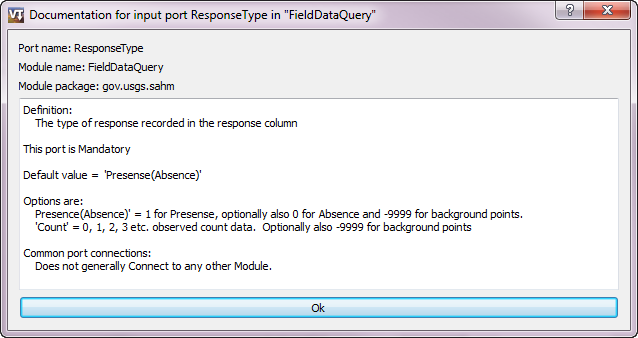 VT Documentation for input port ResponseType in "FieldDataQuery" ?
Port name: ResponseType
Module name: FieldDataQuery
Module package: gov.usgs.sahm
Definition:
The type of response recorded in the response column
This port is Mandatory
Default value = 'Presense(Absence)'
Options are:
Presence(Absence)' = 1 for Presense, optionally also 0 for Absence and -9999 for background points.
'Count' = 0, 1, 2, 3 etc. observed count data. Optionally also -9999 for background points
Common port connections:
Does not generally Connect to any other Module.
Ok